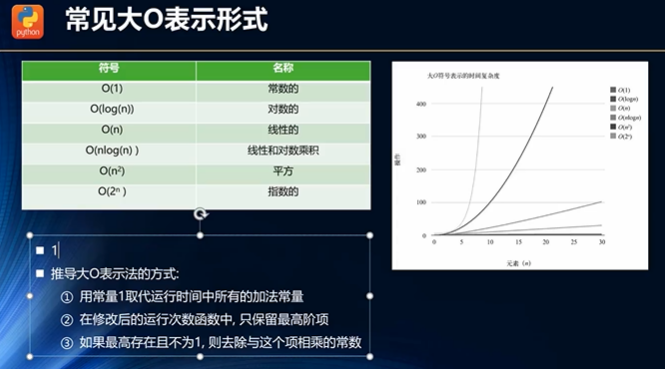 python
常见大O表示形式
符号 名称
O(1) 常数的
O(log(n)) 对数的
O(n) 线性的
O(nlog(n) ) 线性和对数乘积
O(n²) 平方
O(2ⁿ ) 指数的
大O符号表示的时间复杂度
操作
400
300
200
100
0
0 5 10 15 20 25 30
元素 (n)
O(1)
O(logn)
O(n)
O(nlogn)
O(n²)
O(2ⁿ)
1
推导大O表示法的方式:
① 用常量1取代运行时间中所有的加法常量
② 在修改后的运行次数函数中, 只保留最高阶项
③ 如果最高存在且不为1, 则去除与这个项相乘的常数